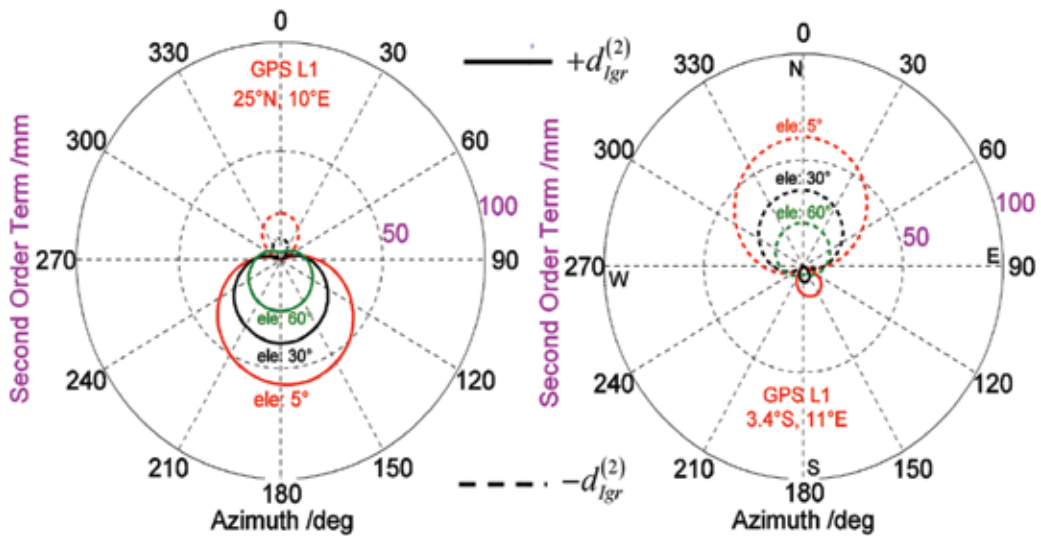 0
30
60
90
120
150
180
210
240
270
300
330
GPS L1
25°N, 10°E
50
100
ele: 60°
ele: 30°
ele: 5°
Second Order Term /mm
Azimuth /deg
+d_{Igr}^{(2)}
−d_{Igr}^{(2)}
0
30
60
90
120
150
180
210
240
270
300
330
N
E
S
W
ele: 5°
ele: 30°
ele: 60°
50
100
GPS L1
3.4°S, 11°E
Second Order Term /mm
Azimuth /deg